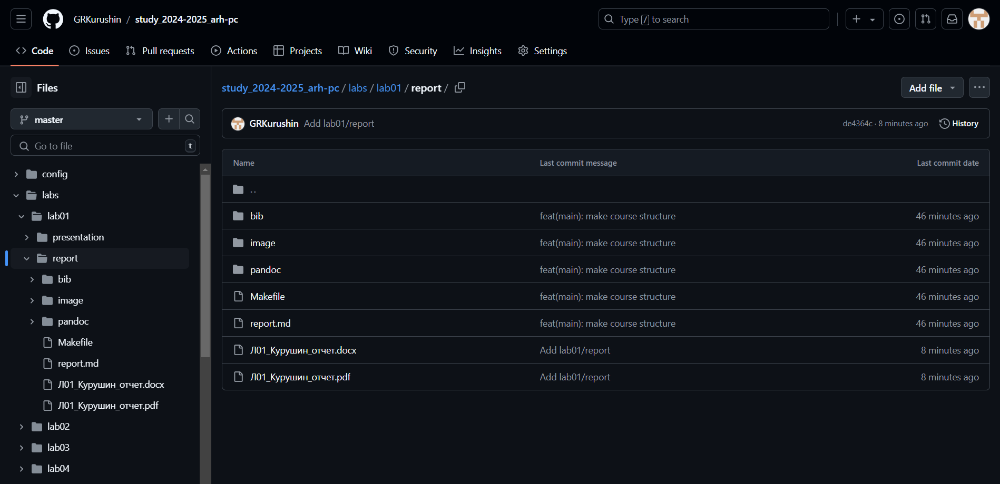 GRKurushin / study_2024-2025_arh-pc
Type / to search
Code Issues Pull requests Actions Projects Wiki Security Insights Settings
Files
master
Go to file t
config
labs
lab01
presentation
report
bib
image
pandoc
Makefile
report.md
Л01_Курушин_отчет.docx
Л01_Курушин_отчет.pdf
lab02
lab03
lab04
study_2024-2025_arh-pc / labs / lab01 / report /
Add file
GRKurushin Add lab01/report de4364c · 8 minutes ago History
Name Last commit message Last commit date
..
bib feat(main): make course structure 46 minutes ago
image feat(main): make course structure 46 minutes ago
pandoc feat(main): make course structure 46 minutes ago
Makefile feat(main): make course structure 46 minutes ago
report.md feat(main): make course structure 46 minutes ago
Л01_Курушин_отчет.docx Add lab01/report 8 minutes ago
Л01_Курушин_отчет.pdf Add lab01/report 8 minutes ago